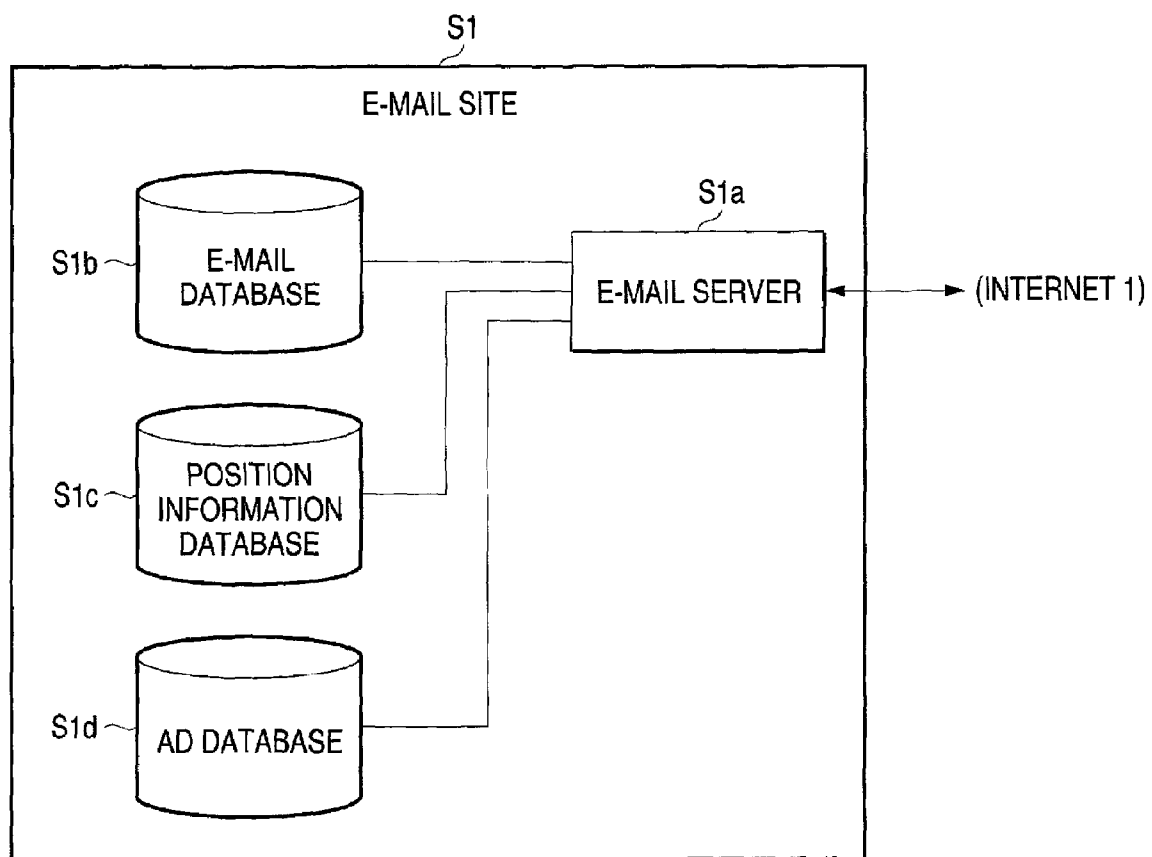 S1
E-MAIL SITE
S1a
S1b
E-MAIL
DATABASE
E-MAIL SERVER
(INTERNET 1)
S1c
POSITION
INFORMATION
DATABASE
S1d
AD DATABASE